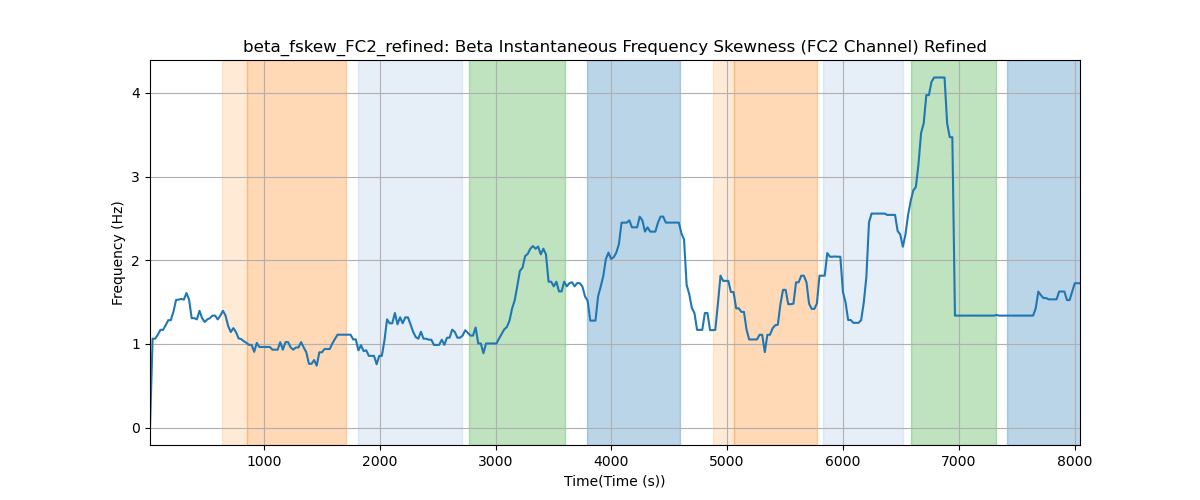 beta_fskew_FC2_refined: Beta Instantaneous Frequency Skewness (FC2 Channel) Refined
Frequency (Hz)
4
3
2
1
0
1000 2000 3000 4000 5000 6000 7000 8000
Time(Time (s))